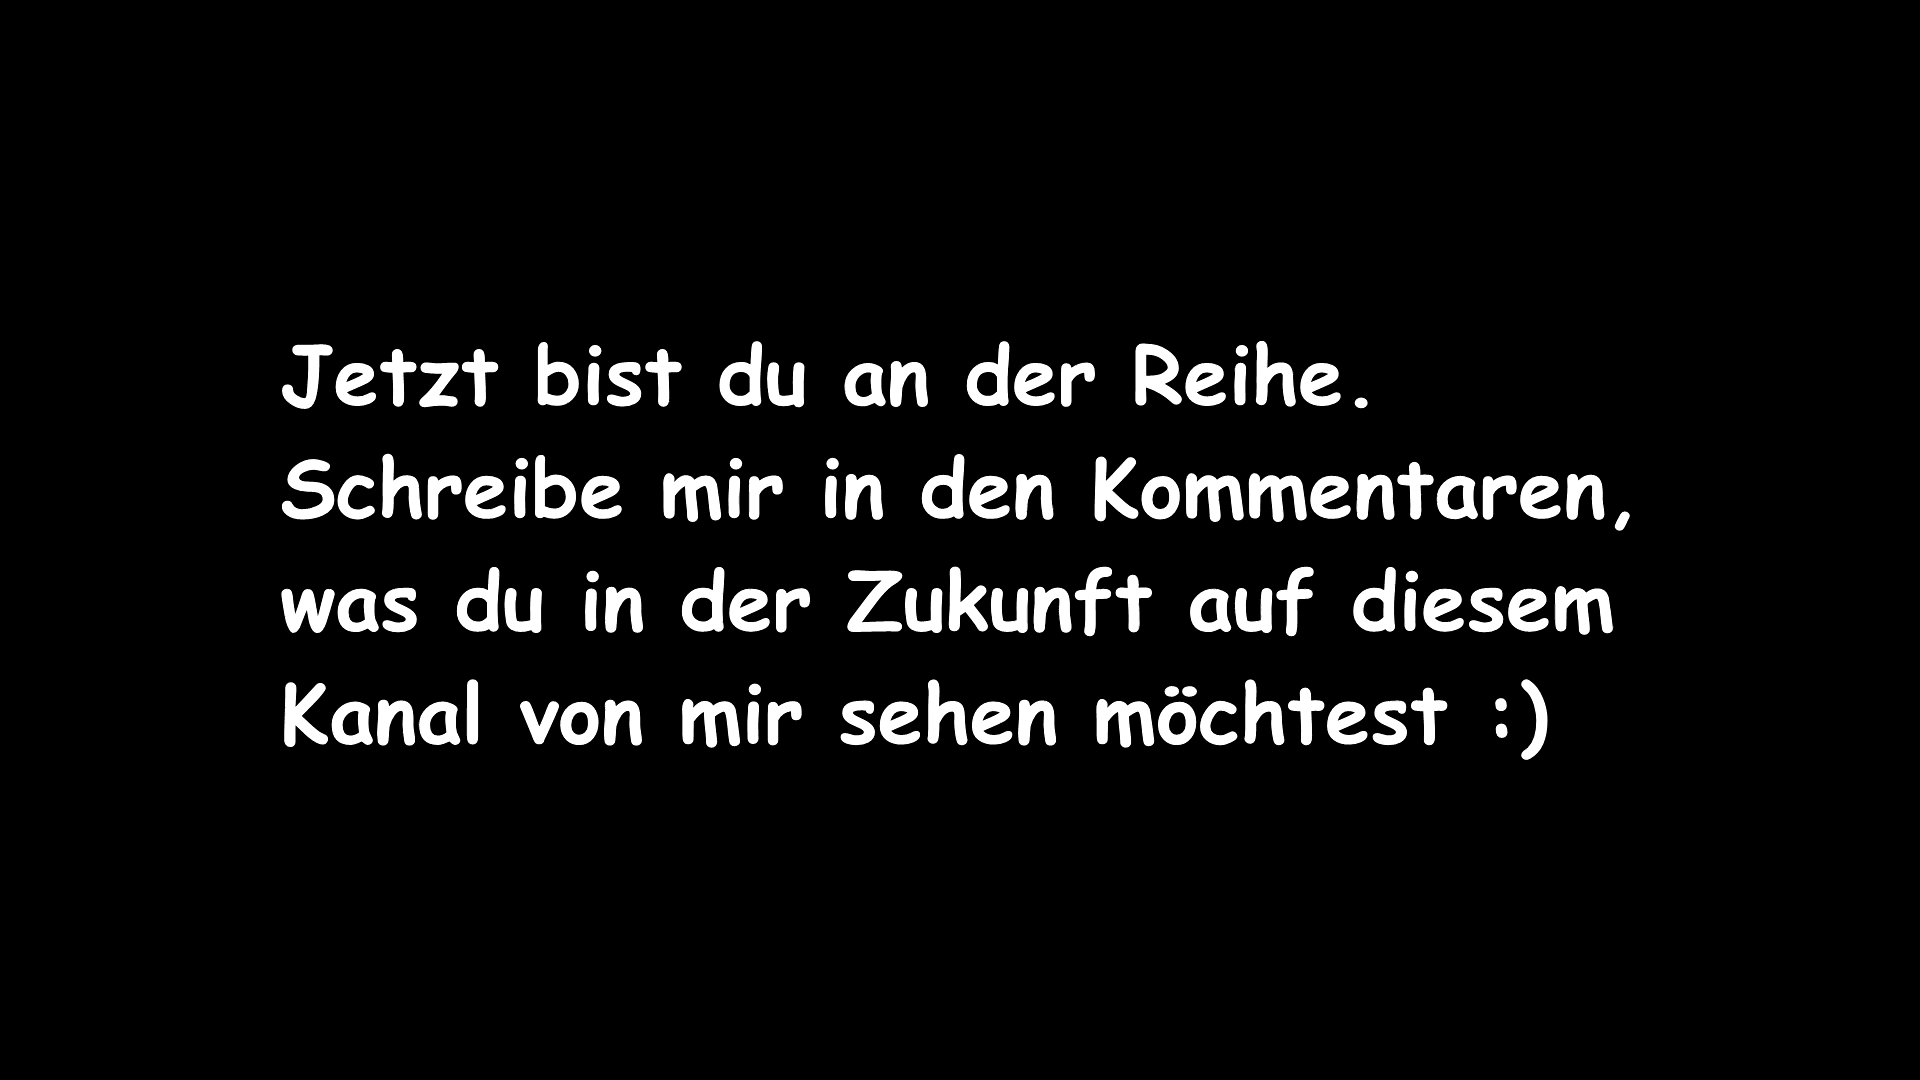 Jetzt bist du an der Reihe.
Schreibe mir in den Kommentaren,
was du in der Zukunft auf diesem
Kanal von mir sehen möchtest :)